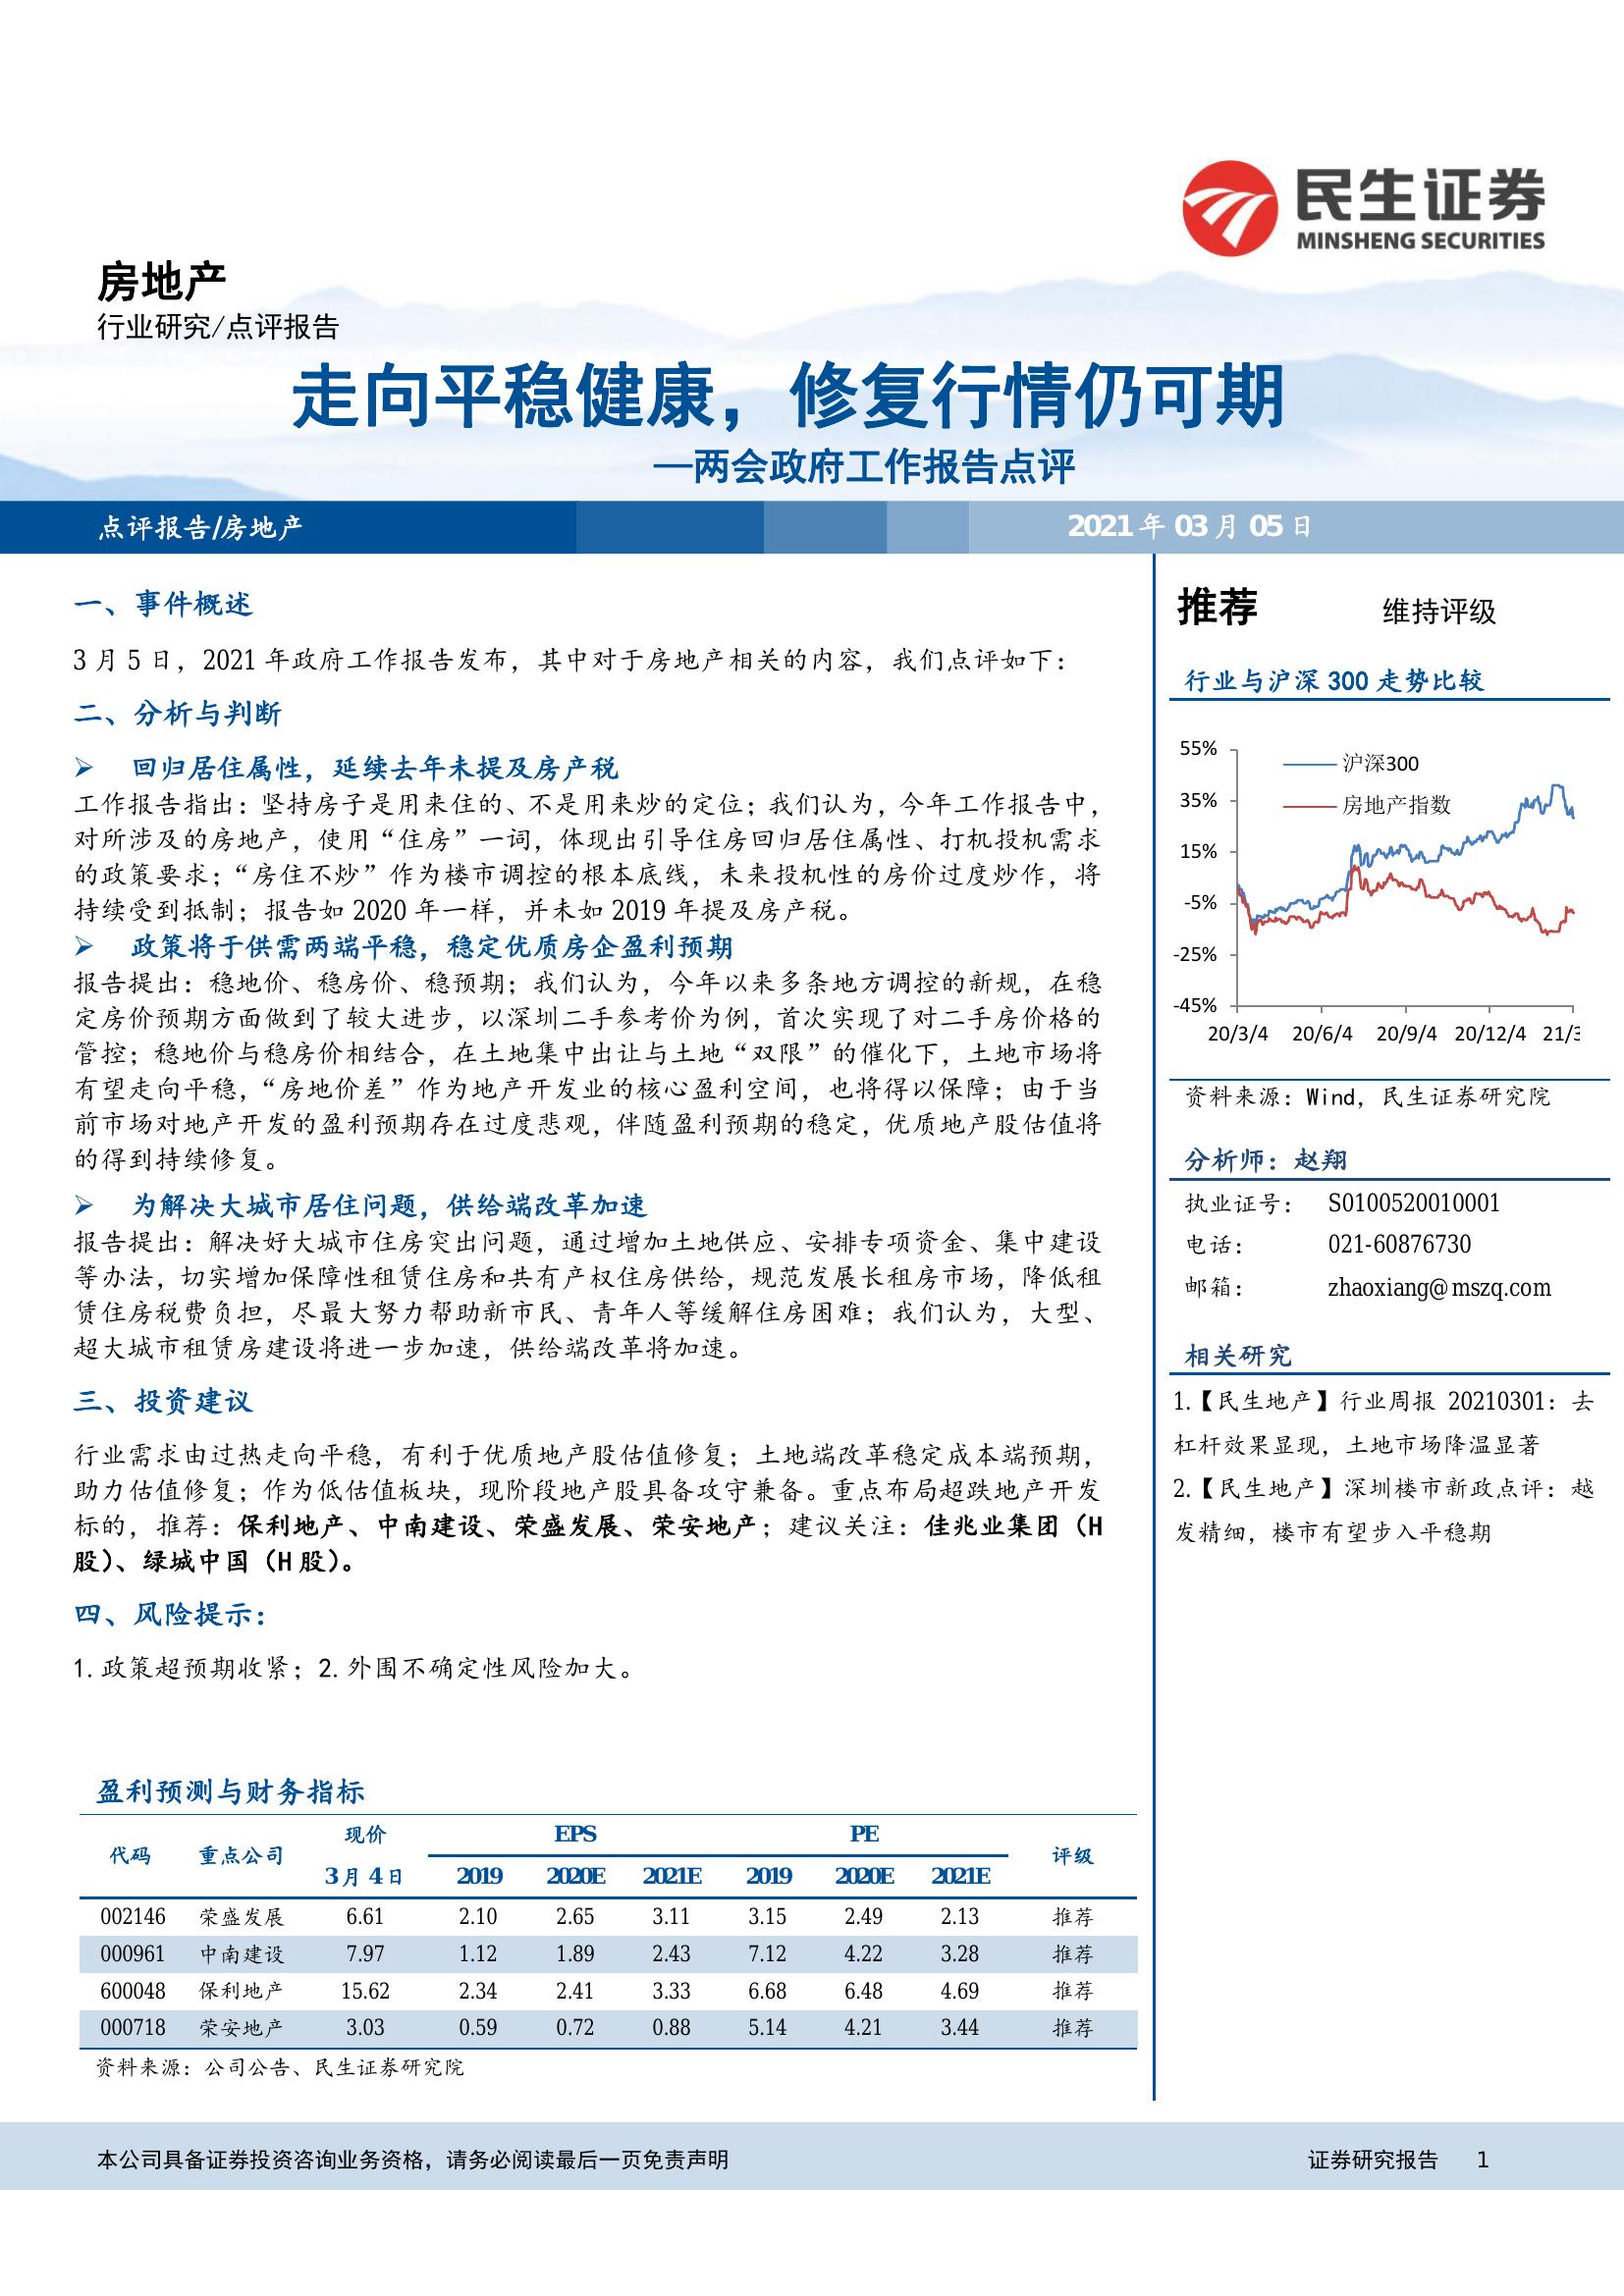 民生证券
MINSHENG SECURITIES
房地产
行业研究/点评报告
走向平稳健康，修复行情仍可期
—两会政府工作报告点评
点评报告/房地产
2021年 03月 05日
一、事件概述
3月5日，2021年政府工作报告发布，其中对于房地产相关的内容，我们点评如下：
二、分析与判断
➢ 回归居住属性，延续去年未提及房产税
工作报告指出：坚持房子是用来住的、不是用来炒的定位；我们认为，今年工作报告中，
对所涉及的房地产，使用“住房”一词，体现出引导住房回归居住属性、打机投机需求
的政策要求；“房住不炒”作为楼市调控的根本底线，未来投机性的房价过度炒作，将
持续受到抵制；报告如2020年一样，并未如2019年提及房产税。
➢ 政策将于供需两端平稳，稳定优质房企盈利预期
报告提出：稳地价、稳房价、稳预期；我们认为，今年以来多条地方调控的新规，在稳
定房价预期方面做到了较大进步，以深圳二手参考价为例，首次实现了对二手房价格的
管控；稳地价与稳房价相结合，在土地集中出让与土地“双限”的催化下，土地市场将
有望走向平稳，“房地价差”作为地产开发业的核心盈利空间，也将得以保障；由于当
前市场对地产开发的盈利预期存在过度悲观，伴随盈利预期的稳定，优质地产股估值将
的得到持续修复。
➢ 为解决大城市居住问题，供给端改革加速
报告提出：解决好大城市住房突出问题，通过增加土地供应、安排专项资金、集中建设
等办法，切实增加保障性租赁住房和共有产权住房供给，规范发展长租房市场，降低租
赁住房税费负担，尽最大努力帮助新市民、青年人等缓解住房困难；我们认为，大型、
超大城市租赁房建设将进一步加速，供给端改革将加速。
三、投资建议
行业需求由过热走向平稳，有利于优质地产股估值修复；土地端改革稳定成本端预期，
助力估值修复；作为低估值板块，现阶段地产股具备攻守兼备。重点布局超跌地产开发
标的，推荐：保利地产、中南建设、荣盛发展、荣安地产；建议关注：佳兆业集团（H
股）、绿城中国（H股）。
四、风险提示：
1.政策超预期收紧；2.外围不确定性风险加大。
盈利预测与财务指标
代码 重点公司 现价 EPS PE 评级
3月4日 2019 2020E 2021E 2019 2020E 2021E
002146 荣盛发展 6.61 2.10 2.65 3.11 3.15 2.49 2.13 推荐
000961 中南建设 7.97 1.12 1.89 2.43 7.12 4.22 3.28 推荐
600048 保利地产 15.62 2.34 2.41 3.33 6.68 6.48 4.69 推荐
000718 荣安地产 3.03 0.59 0.72 0.88 5.14 4.21 3.44 推荐
资料来源：公司公告、民生证券研究院
推荐 维持评级
行业与沪深300走势比较
55%
35%
15%
-5%
-25%
-45%
沪深300
房地产指数
20/3/4 20/6/4 20/9/4 20/12/4 21/3
资料来源：Wind，民生证券研究院
分析师：赵翔
执业证号： S0100520010001
电话： 021-60876730
邮箱： zhaoxiang@mszq.com
相关研究
1.【民生地产】行业周报 20210301：去
杠杆效果显现，土地市场降温显著
2.【民生地产】深圳楼市新政点评：越
发精细，楼市有望步入平稳期
本公司具备证券投资咨询业务资格，请务必阅读最后一页免责声明
证券研究报告 1